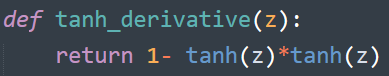 def tanh_derivative(z):
    return 1- tanh(z)*tanh(z)